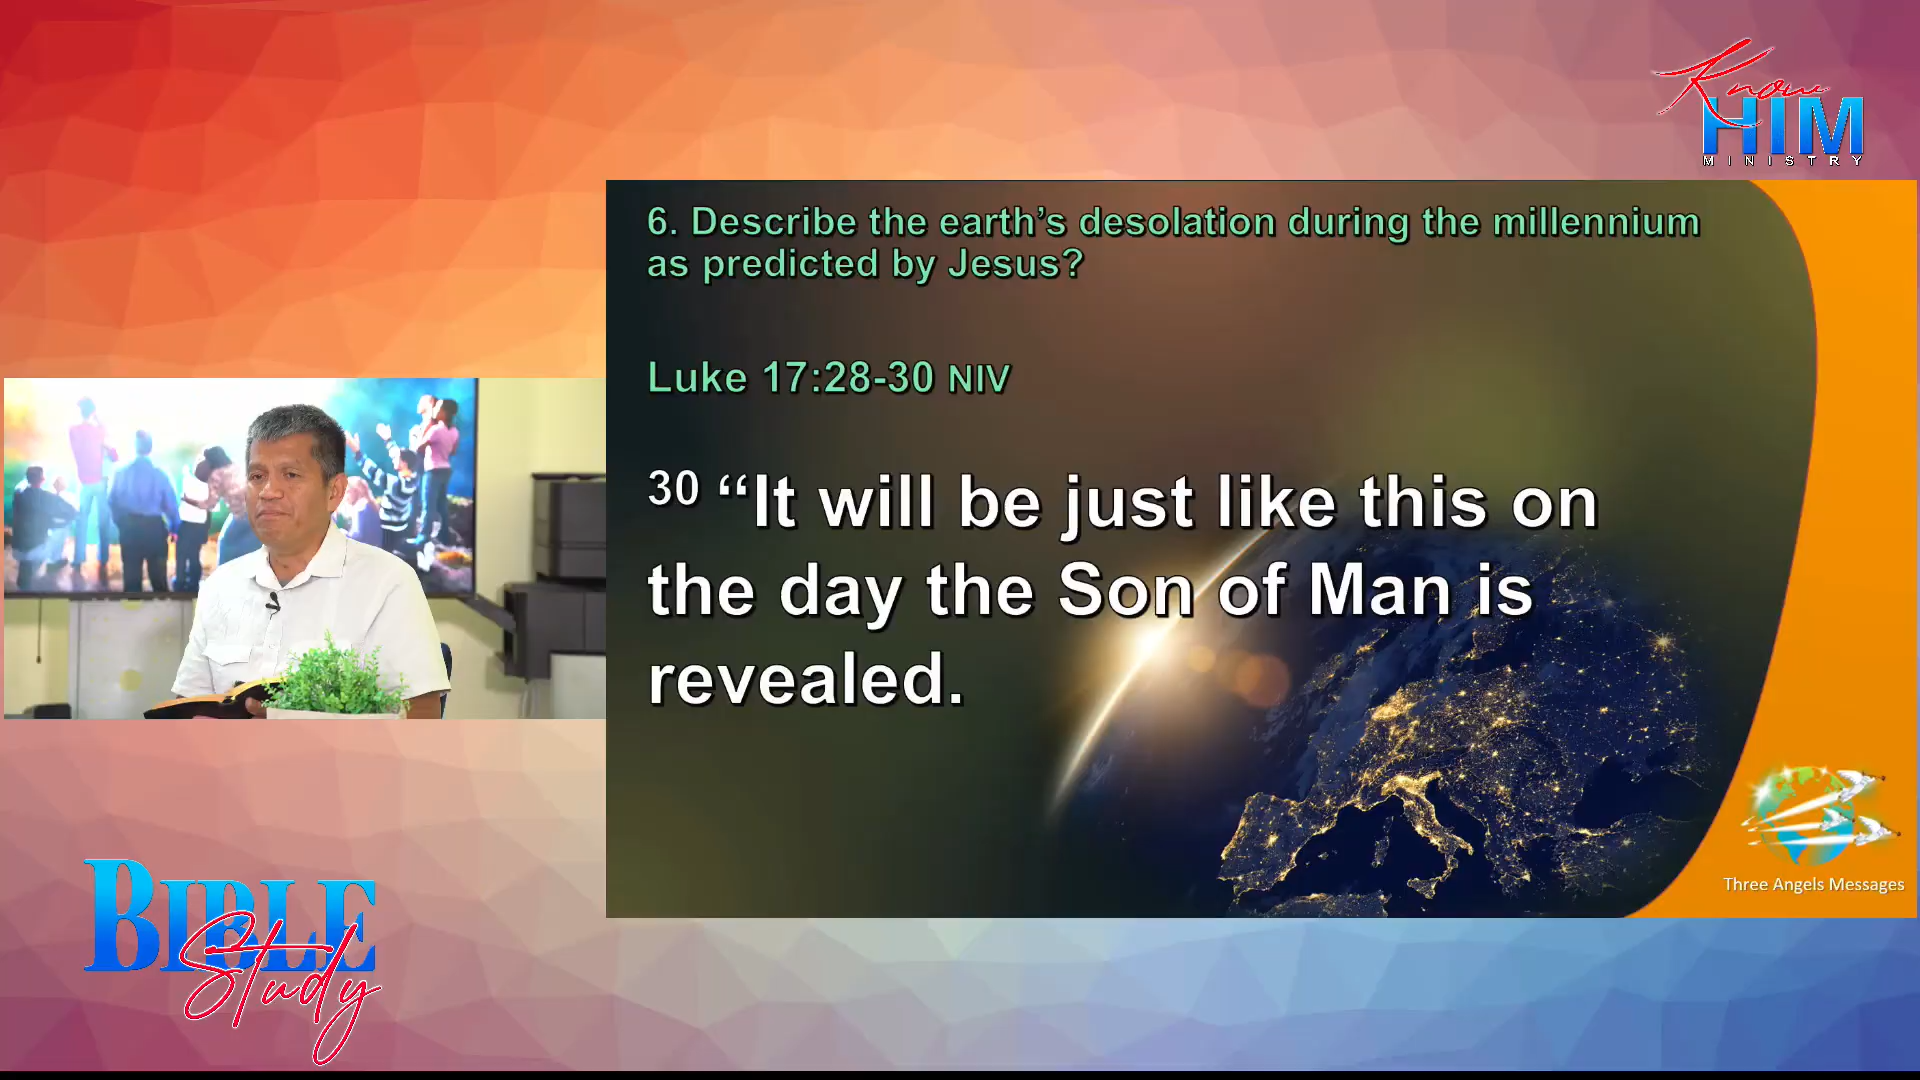 Know
HIM
MINISTRY
6. Describe the earth’s desolation during the millennium
as predicted by Jesus?
Luke 17:28-30 NIV
30 “It will be just like this on
the day the Son of Man is
revealed.
Three Angels Messages
BIBLE
Study